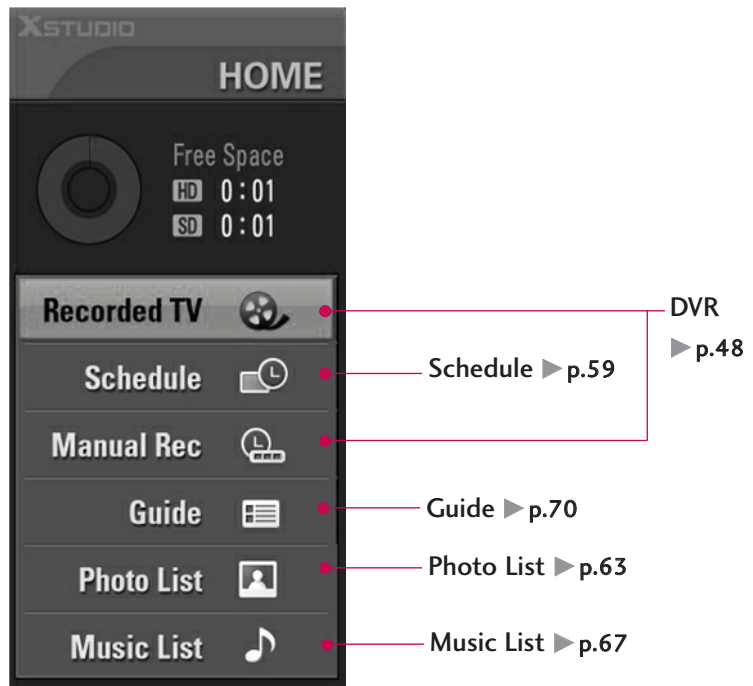 XSTUDIO
HOME
Free Space
HD 0:01
SD 0:01
Recorded TV
Schedule
Manual Rec
Guide
Photo List
Music List
DVR
▶ p.48
Schedule ▶ p.59
Guide ▶ p.70
Photo List ▶ p.63
Music List ▶ p.67